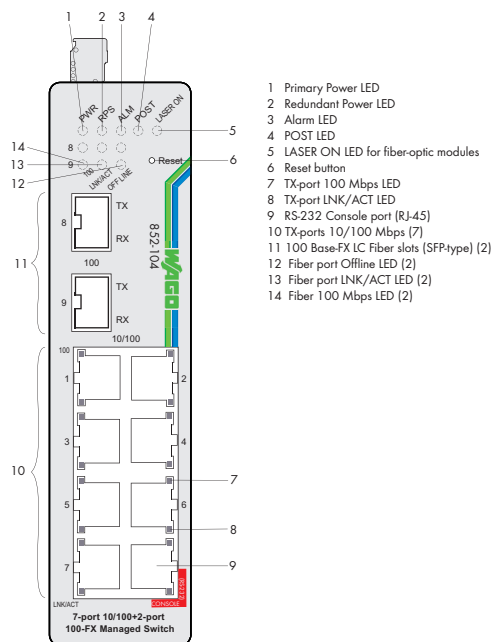 1 2 3 4
PWR RPS ALM POST LASER ON
8
9
100 LNK/ACT OFF LINE
Reset
14
13
12
5
6
8 TX
RX
100
9 TX
RX
10/100
11
852-104
WAGO
100
1 2
3 4
5 6
7
10
7
8
9
LNK/ACT
CONSOLE
RS-232
7-port 10/100+2-port
100-FX Managed Switch
1 Primary Power LED
2 Redundant Power LED
3 Alarm LED
4 POST LED
5 LASER ON LED for fiber-optic modules
6 Reset button
7 TX-port 100 Mbps LED
8 TX-port LNK/ACT LED
9 RS-232 Console port (RJ-45)
10 TX-ports 10/100 Mbps (7)
11 100 Base-FX LC Fiber slots (SFP-type) (2)
12 Fiber port Offline LED (2)
13 Fiber port LNK/ACT LED (2)
14 Fiber 100 Mbps LED (2)